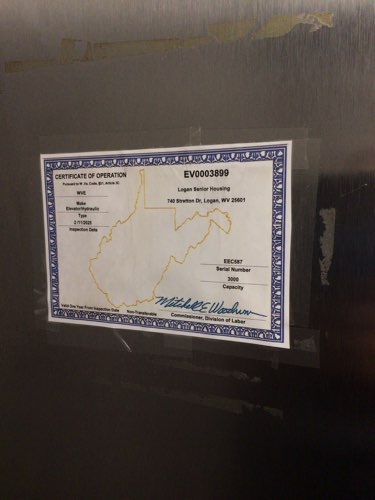 CERTIFICATE OF OPERATION
Pursuant to W.Va. Code, §21, Article 3C
WVE
Make
Elevator/Hydraulic
Type
2/11/2025
Inspection Date
EV0003899
Logan Senior Housing
740 Stratton Dr, Logan, WV 25601
EEC587
Serial Number
3000
Capacity
Mitchell E Woodrum
Valid One Year From Inspection Date
Non-Transferable
Commissioner, Division of Labor